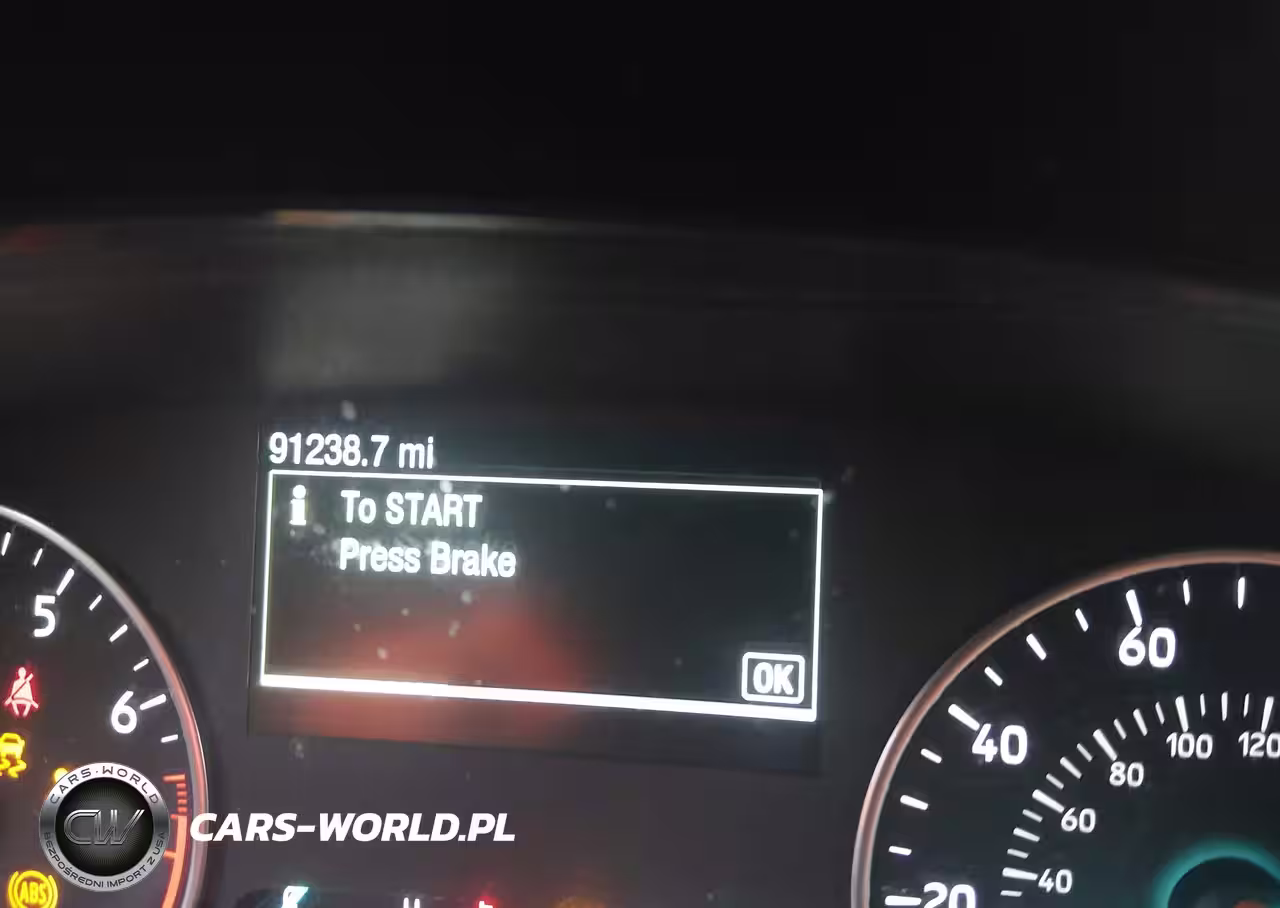 91238.7 mi
i To START
Press Brake
OK
5
6
ABS
60
40
20
100
120
80
60
40
CARS-WORLD
CW
BEZPOŚREDNI IMPORT Z USA
CARS-WORLD.PL